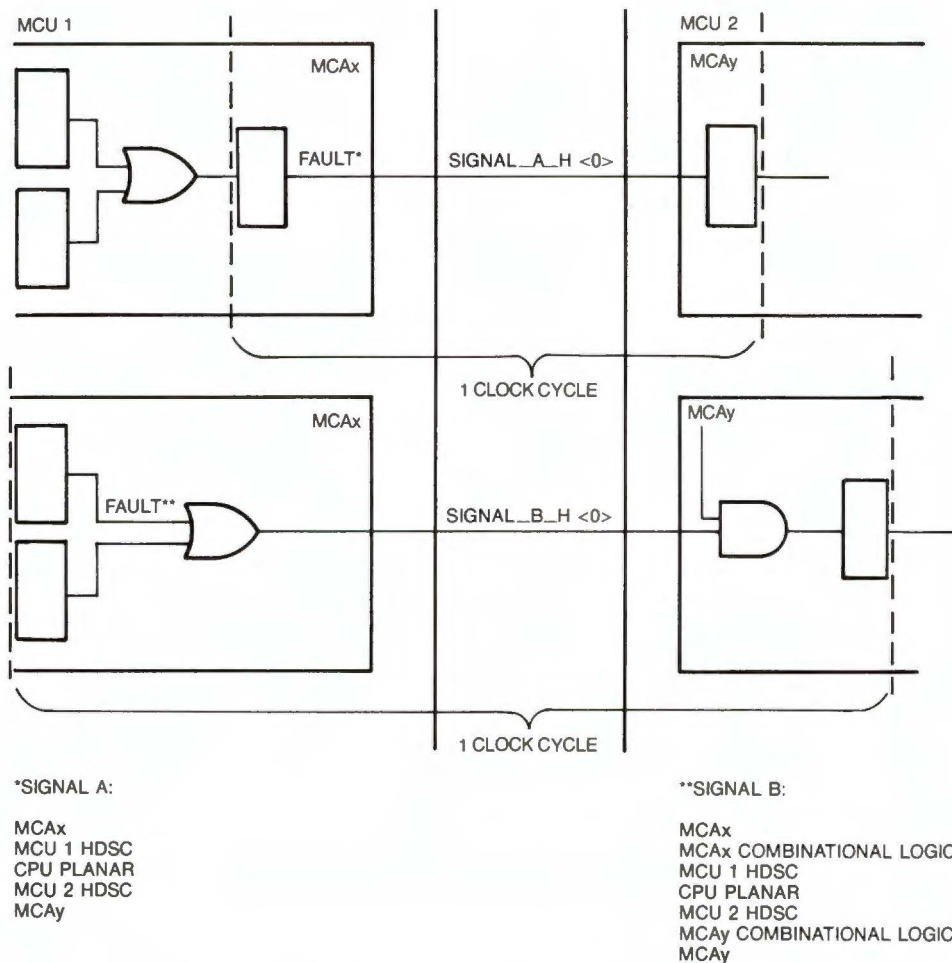 MCU 1
MCU 2
MCAx
MCAy
FAULT*
SIGNAL_A_H <0>
1 CLOCK CYCLE
MCAx
MCAy
FAULT**
SIGNAL_B_H <0>
1 CLOCK CYCLE
*SIGNAL A:
MCAx
MCU 1 HDSC
CPU PLANAR
MCU 2 HDSC
MCAy
**SIGNAL B:
MCAx
MCAx COMBINATIONAL LOGIC
MCU 1 HDSC
CPU PLANAR
MCU 2 HDSC
MCAy COMBINATIONAL LOGIC
MCAy